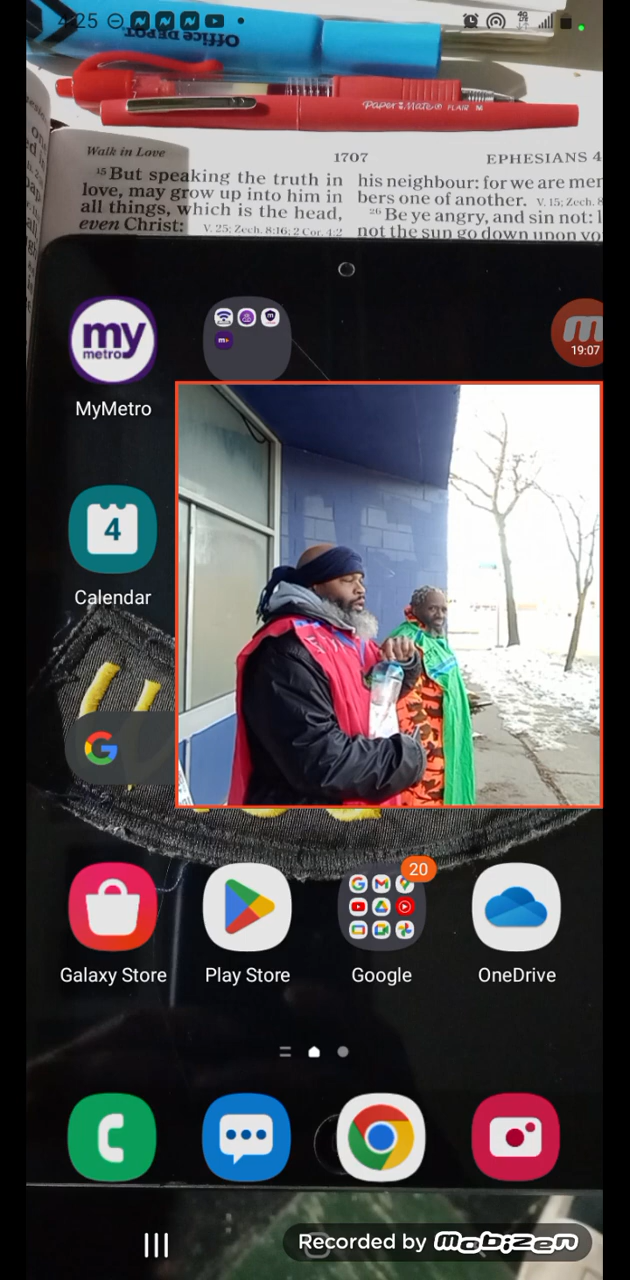 4:25
Office DEPOT
Paper Mate FLAIR M
Walk in Love
1707
EPHESIANS 4
15 But speaking the truth in
love, may grow up into him in
all things, which is the head,
even Christ: V. 25; Zech. 8:16; 2 Cor. 4:2
his neighbour: for we are mem
bers one of another. V. 15; Zech. 8
26 Be ye angry, and sin not: l
not the sun go down upon yo
my
metro
MyMetro
19:07
4
Calendar
20
Galaxy Store
Play Store
Google
OneDrive
Recorded by mobizen